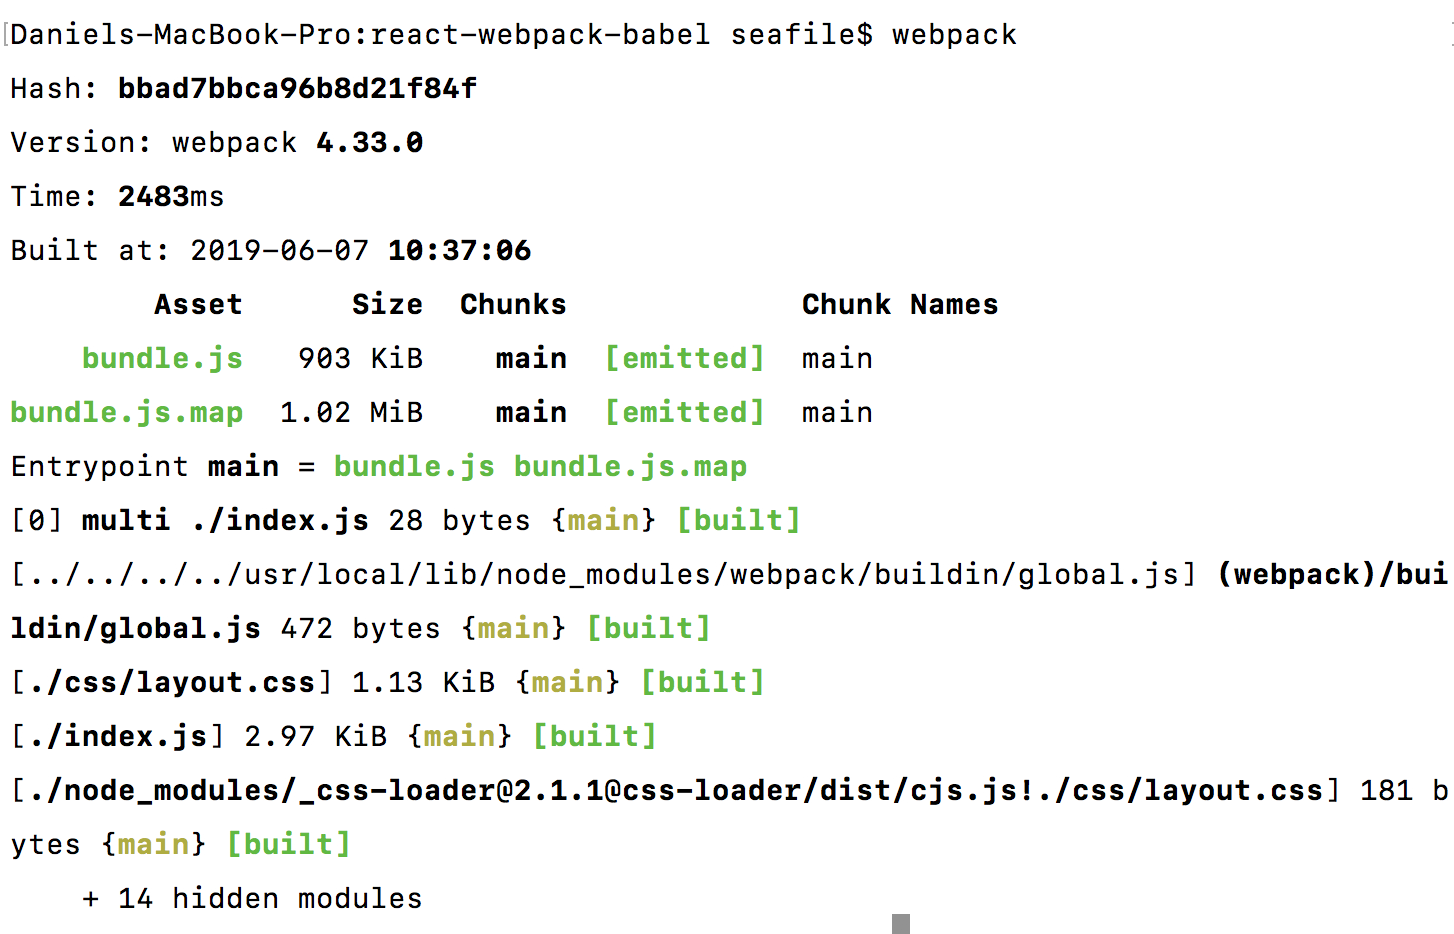 [Daniels-MacBook-Pro:react-webpack-babel seafile$ webpack
Hash: bbad7bbca96b8d21f84f
Version: webpack 4.33.0
Time: 2483ms
Built at: 2019-06-07 10:37:06
Asset Size Chunks Chunk Names
bundle.js 903 KiB main [emitted] main
bundle.js.map 1.02 MiB main [emitted] main
Entrypoint main = bundle.js bundle.js.map
[0] multi ./index.js 28 bytes {main} [built]
[../../../../usr/local/lib/node_modules/webpack/buildin/global.js] (webpack)/bui
ldin/global.js 472 bytes {main} [built]
[./css/layout.css] 1.13 KiB {main} [built]
[./index.js] 2.97 KiB {main} [built]
[./node_modules/_css-loader@2.1.1@css-loader/dist/cjs.js!./css/layout.css] 181 b
ytes {main} [built]
+ 14 hidden modules